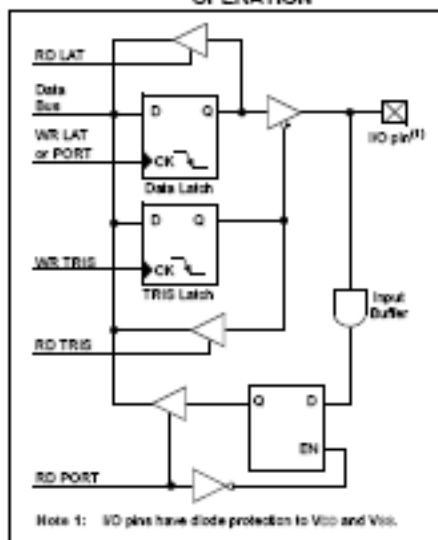 OPERATION
RD LAT
Data
Bus
D Q
I/O pin(1)
WR LAT
or PORT
CK
Data Latch
D Q
WR TRIS
CK
TRIS Latch
Input
Buffer
RD TRIS
Q D
EN
RD PORT
Note 1: I/O pins have diode protection to VDD and VSS.